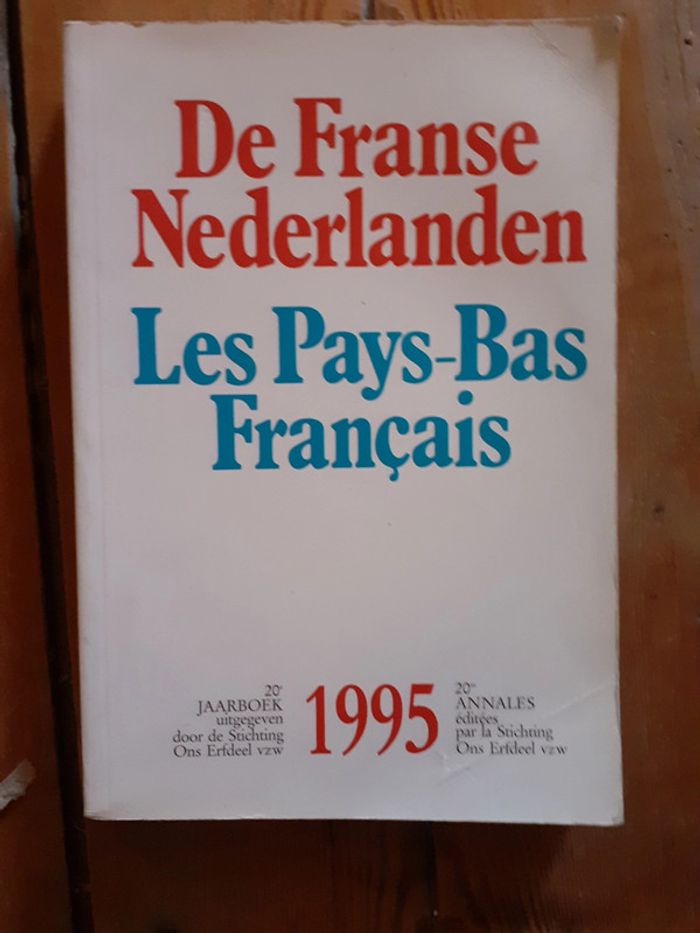 De Franse
Nederlanden
Les Pays-Bas
Français
20e
JAARBOEK
uitgegeven
door de Stichting
Ons Erfdeel vzw
1995
20es
ANNALES
éditées
par la Stichting
Ons Erfdeel vzw